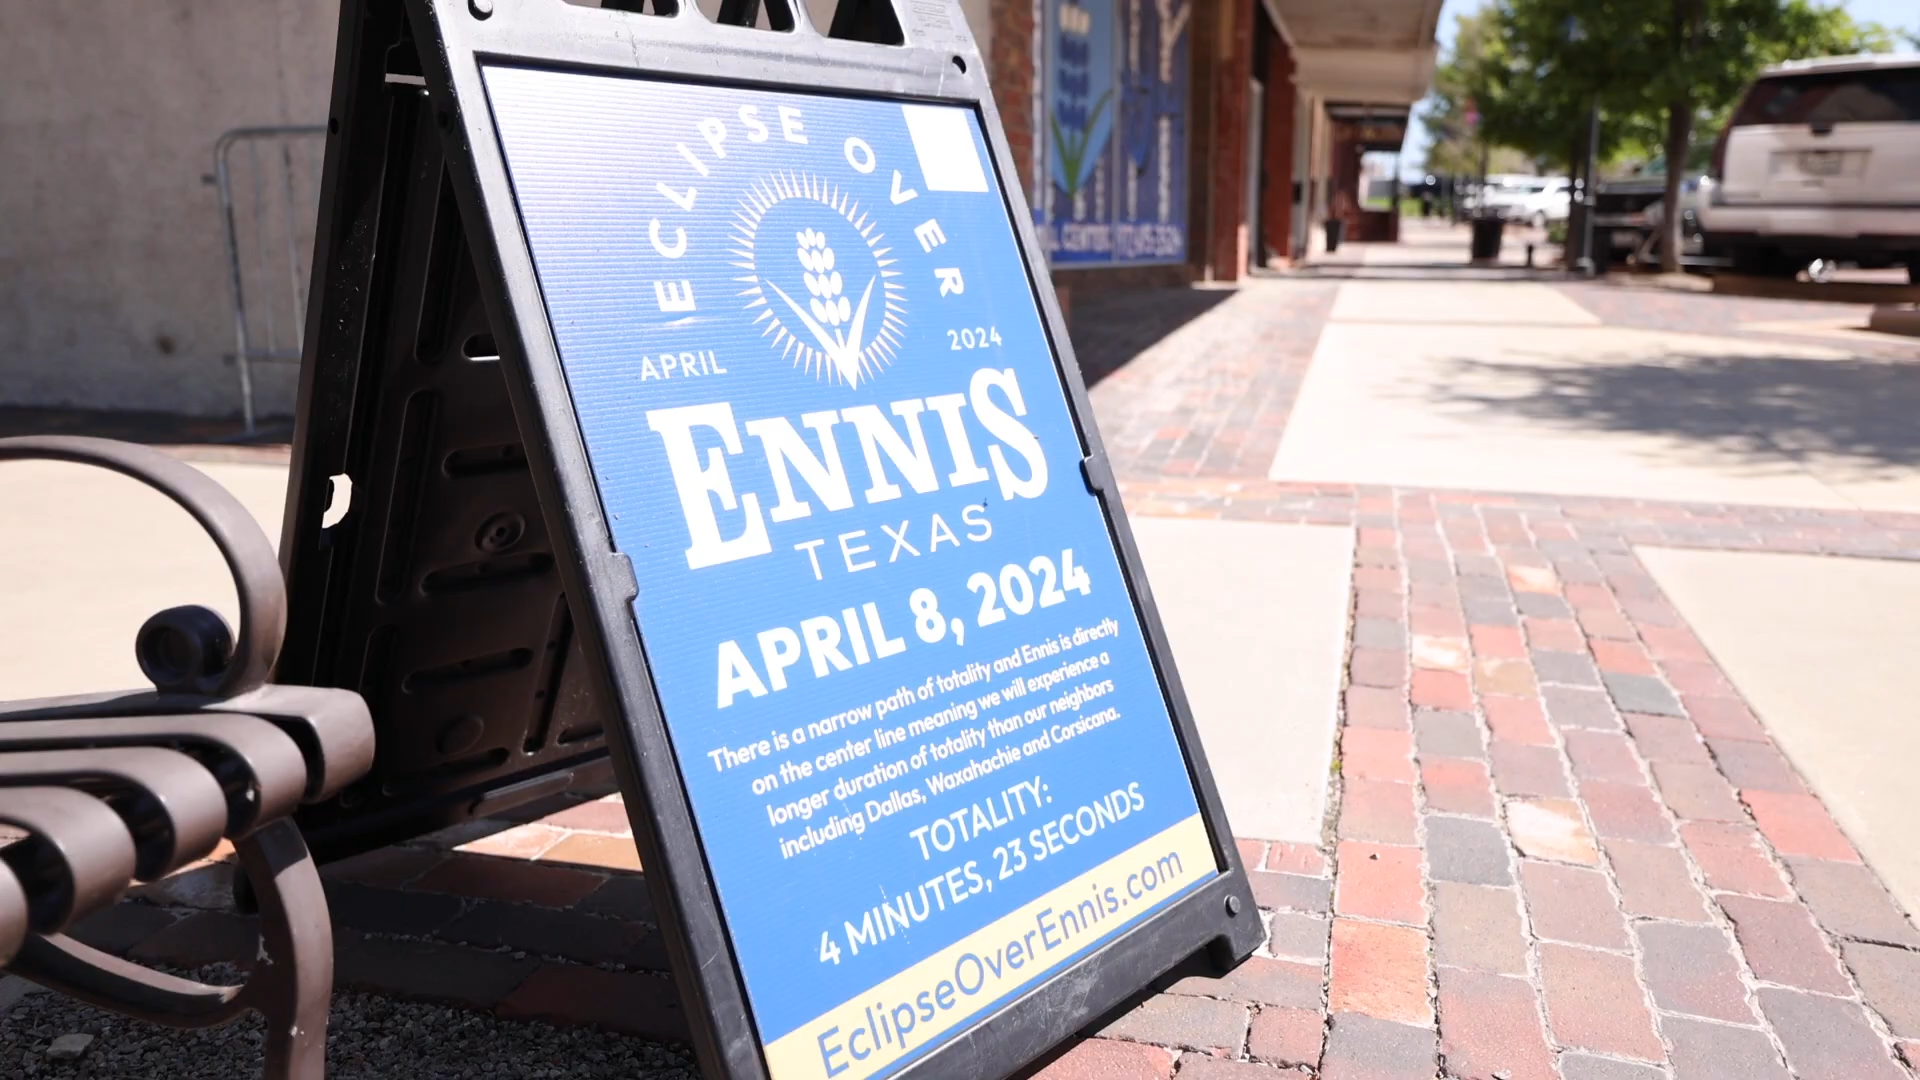 ECLIPSE OVER
APRIL 2024
ENNIS
TEXAS
APRIL 8, 2024
There is a narrow path of totality and Ennis is directly
on the center line meaning we will experience a
longer duration of totality than our neighbors
including Dallas, Waxahachie and Corsicana.
TOTALITY:
4 MINUTES, 23 SECONDS
EclipseOverEnnis.com